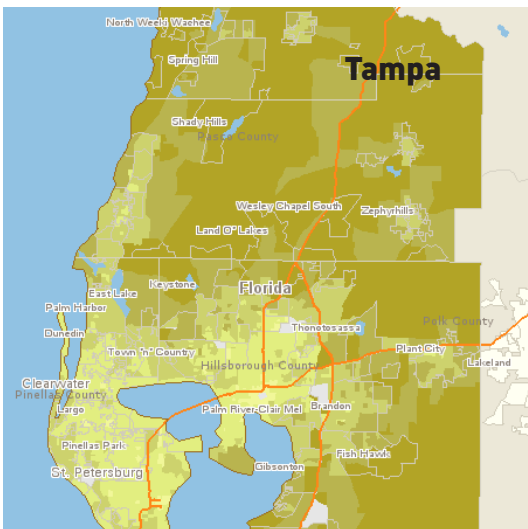 North Weeki Wachee
Tampa
Spring Hill
Shady Hills
Pasco County
Wesley Chapel South
Zephyrhills
Land O' Lakes
Keystone
Florida
East Lake
Palm Harbor
Polk County
Thonotosassa
Dunedin
Town 'n' Country
Plant City
Hillsborough County
Lakeland
Clearwater
Pinellas County
Largo
Palm River-Clair Mel
Brandon
Pinellas Park
Fish Hawk
Gibsonton
St. Petersburg